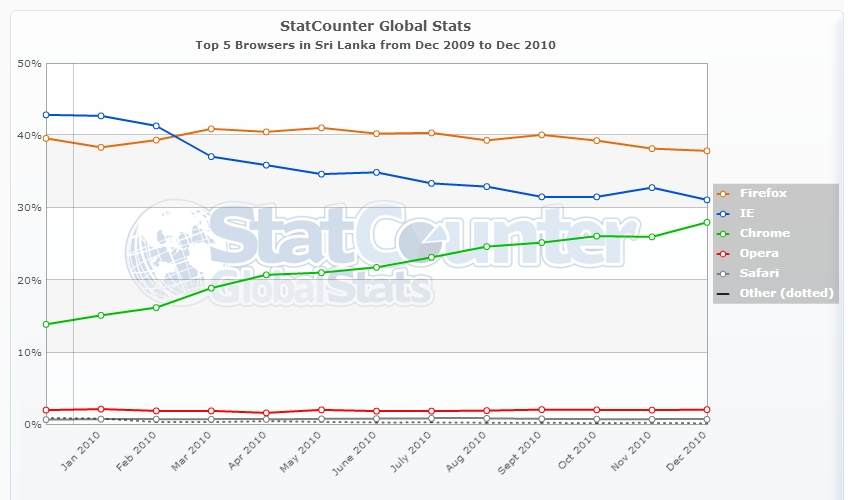 StatCounter Global Stats
Top 5 Browsers in Sri Lanka from Dec 2009 to Dec 2010
50%
40%
30%
20%
10%
0%
StatCounter
GlobalStats
Firefox
IE
Chrome
Opera
Safari
Other (dotted)
Jan 2010
Feb 2010
Mar 2010
Apr 2010
May 2010
June 2010
July 2010
Aug 2010
Sept 2010
Oct 2010
Nov 2010
Dec 2010